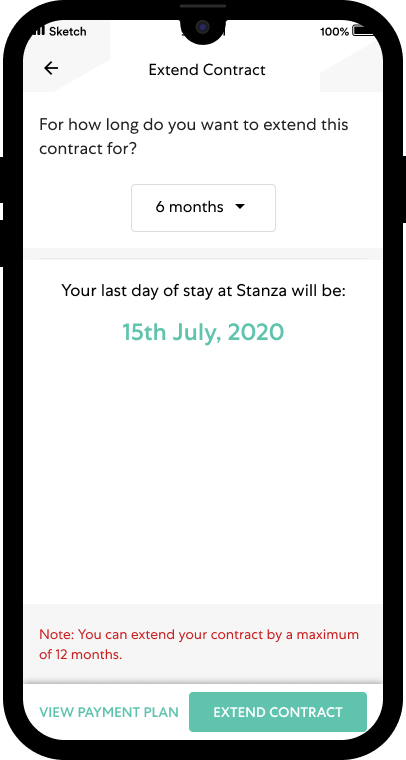 Sketch
100%
Extend Contract
For how long do you want to extend this
contract for?
6 months
Your last day of stay at Stanza will be:
15th July, 2020
Note: You can extend your contract by a maximum
of 12 months.
VIEW PAYMENT PLAN
EXTEND CONTRACT